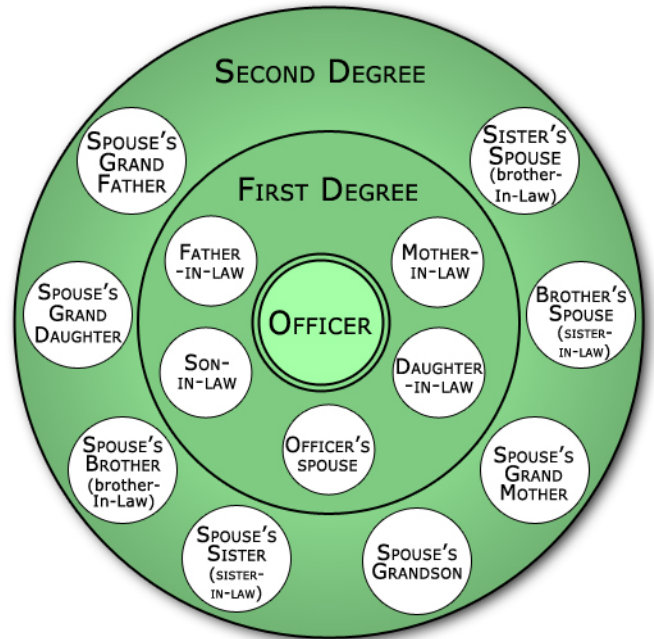 Second Degree
Spouse's
Grand
Father
Sister's
Spouse
(brother-
In-Law)
First Degree
Father
-in-law
Mother-
in-law
Spouse's
Grand
Daughter
Officer
Brother's
Spouse
(sister-
in-law)
Son-
in-law
Daughter
-in-law
Officer's
spouse
Spouse's
Brother
(brother-
In-Law)
Spouse's
Grand
Mother
Spouse's
Sister
(sister-
in-law)
Spouse's
Grandson